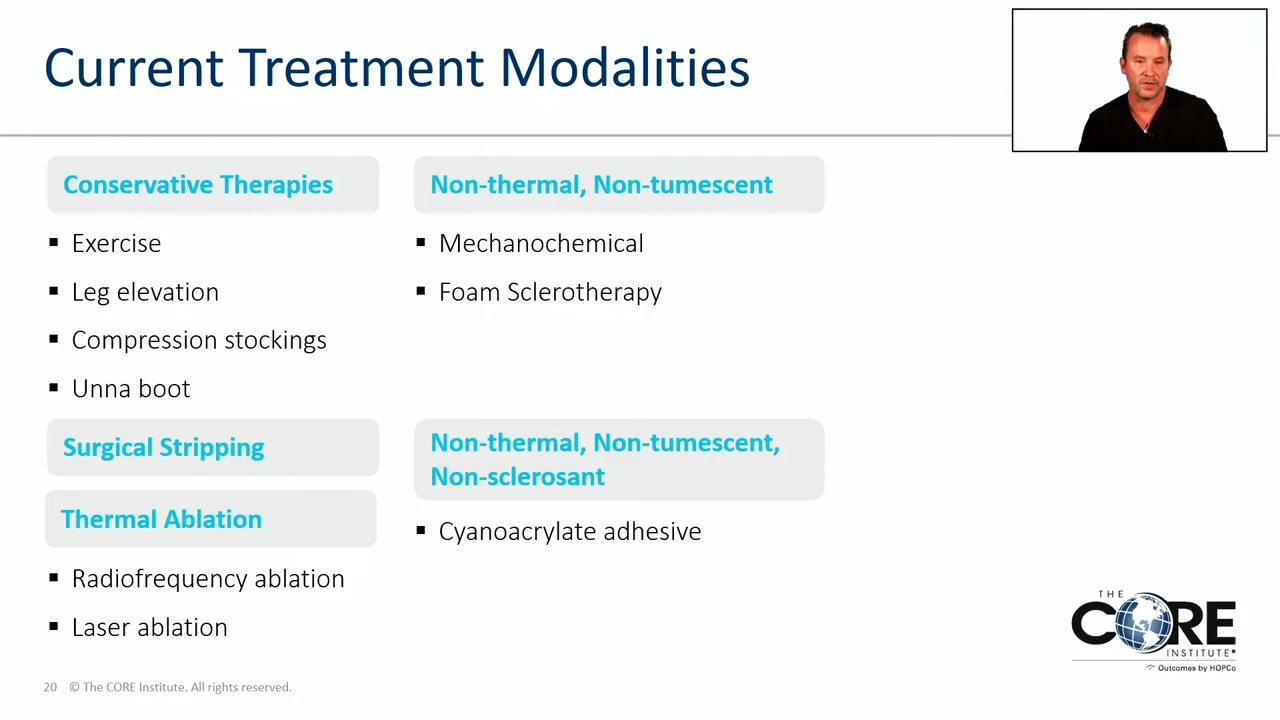 Current Treatment Modalities
Conservative Therapies
Exercise
Leg elevation
Compression stockings
Unna boot
Surgical Stripping
Thermal Ablation
Radiofrequency ablation
Laser ablation
Non-thermal, Non-tumescent
Mechanochemical
Foam Sclerotherapy
Non-thermal, Non-tumescent,
Non-sclerosant
Cyanoacrylate adhesive
THE
CORE
INSTITUTE
Outcomes by HOPCo
20 © The CORE Institute. All rights reserved.